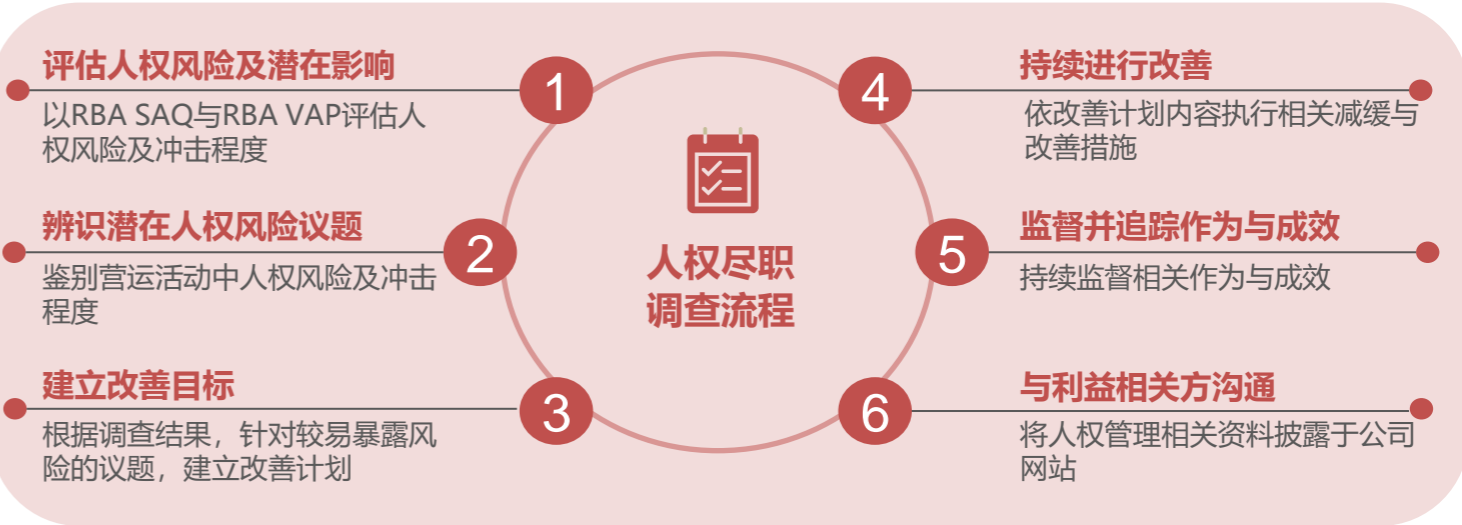 评估人权风险及潜在影响
1
以RBA SAQ与RBA VAP评估人
权风险及冲击程度
辨识潜在人权风险议题
2
鉴别营运活动中人权风险及冲击
程度
建立改善目标
3
根据调查结果，针对较易暴露风
险的议题，建立改善计划
人权尽职
调查流程
4
持续进行改善
依改善计划内容执行相关减缓与
改善措施
5
监督并追踪作为与成效
持续监督相关作为与成效
6
与利益相关方沟通
将人权管理相关资料披露于公司
网站